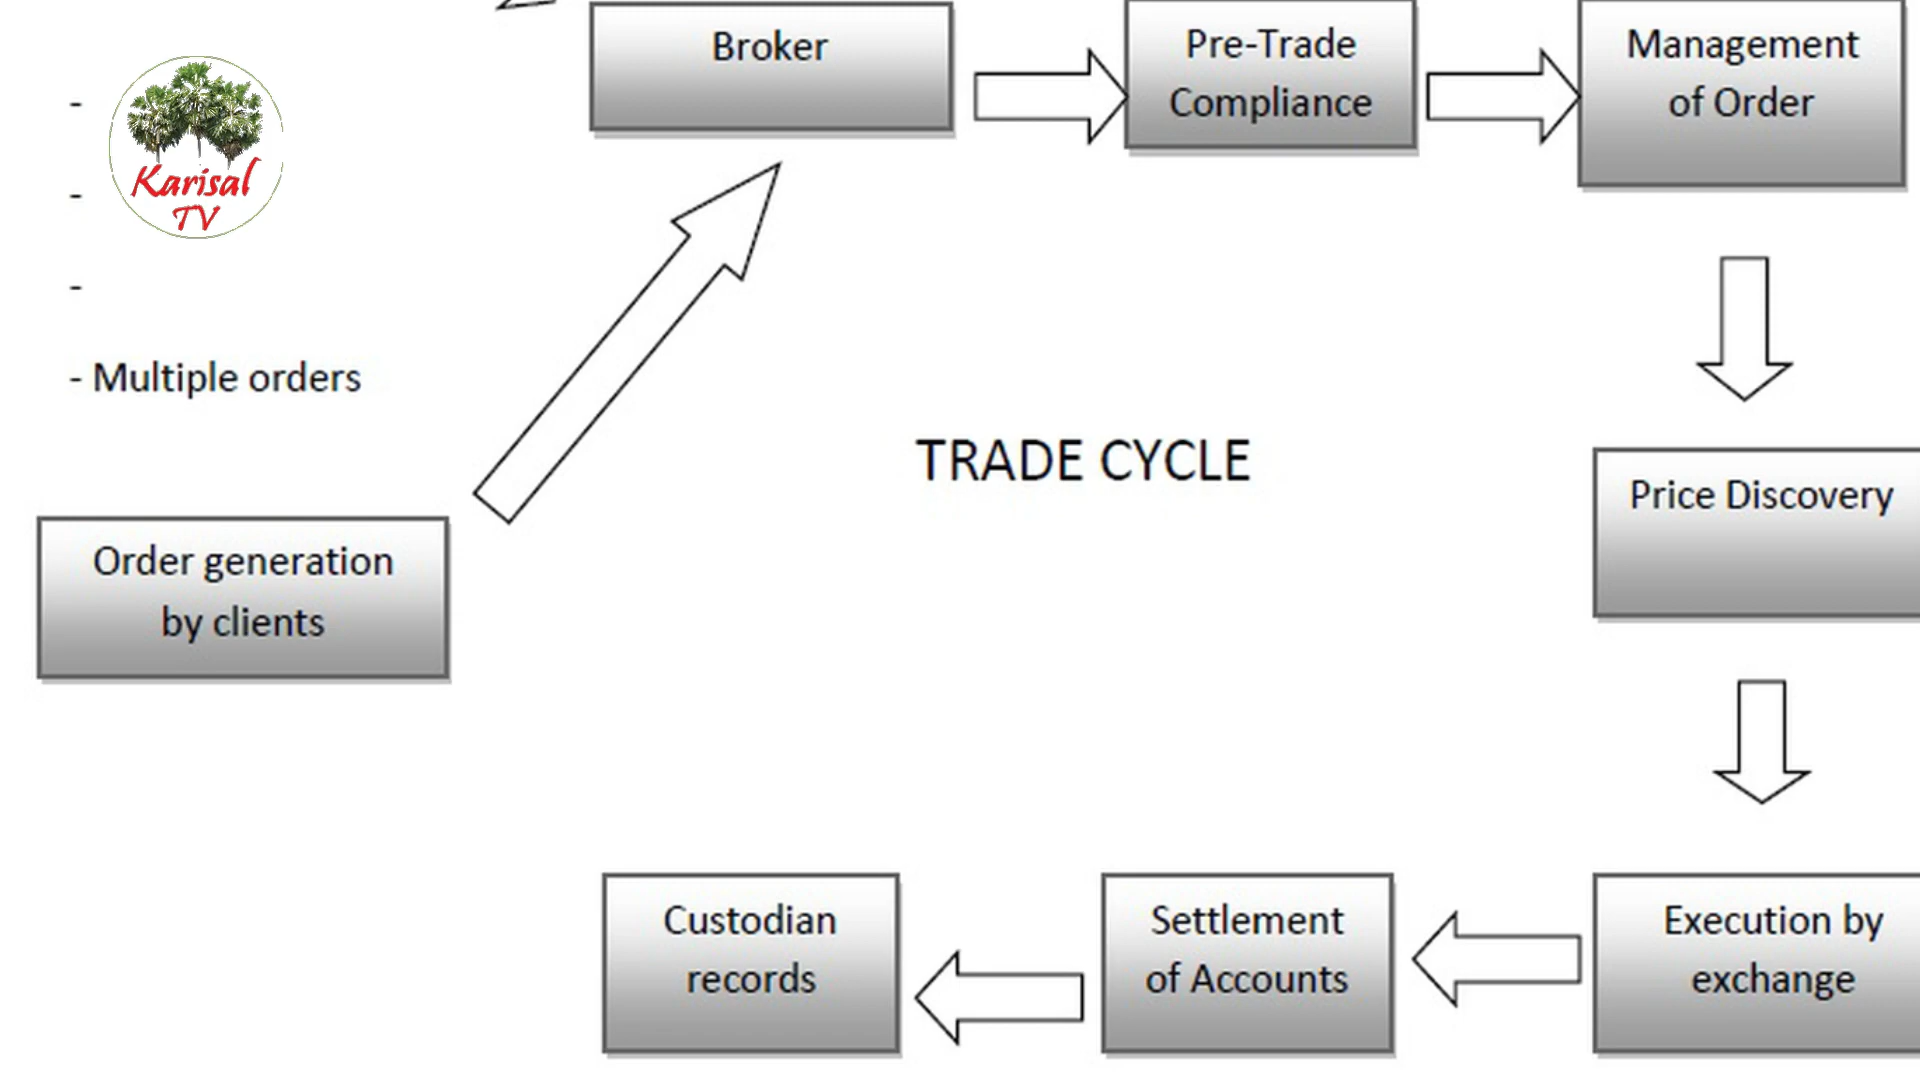 Broker
Pre-Trade
Compliance
Management
of Order
-
Karisal
TV
-
-
- Multiple orders
TRADE CYCLE
Price Discovery
Order generation
by clients
Custodian
records
Settlement
of Accounts
Execution by
exchange